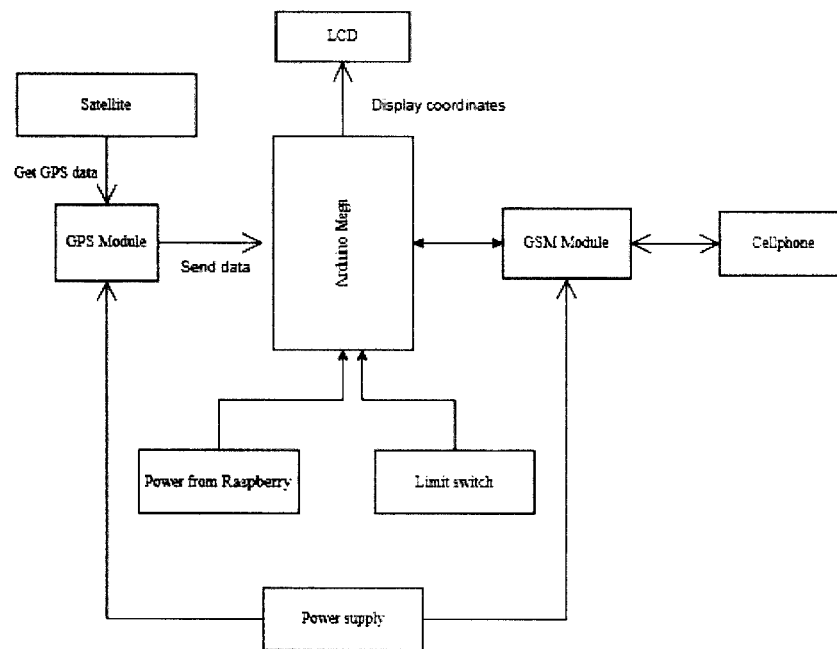 LCD
Satellite
Display coordinates
Get GPS data
GPS Module
Send data
Arduino Mega
GSM Module
Cellphone
Power from Raspberry
Limit switch
Power supply